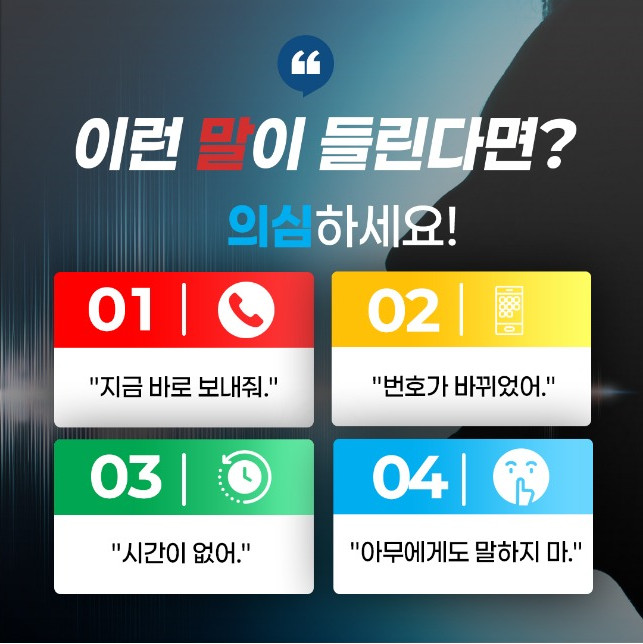 이런 말이 들린다면?
의심하세요!
01
"지금 바로 보내줘."
02
"번호가 바뀌었어."
03
"시간이 없어."
04
"아무에게도 말하지 마."